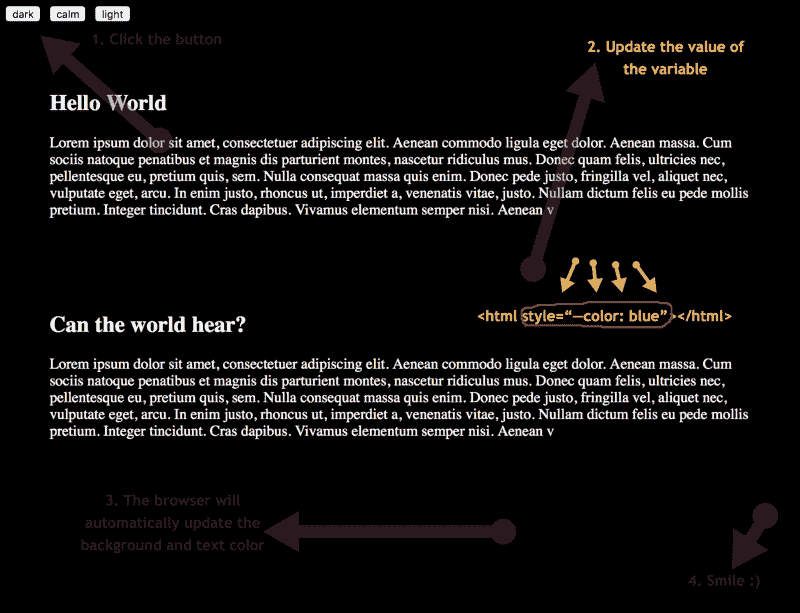 dark calm light
1. Click the button
2. Update the value of
the variable
Hello World
Lorem ipsum dolor sit amet, consectetuer adipiscing elit. Aenean commodo ligula eget dolor. Aenean massa. Cum
sociis natoque penatibus et magnis dis parturient montes, nascetur ridiculus mus. Donec quam felis, ultricies nec,
pellentesque eu, pretium quis, sem. Nulla consequat massa quis enim. Donec pede justo, fringilla vel, aliquet nec,
vulputate eget, arcu. In enim justo, rhoncus ut, imperdiet a, venenatis vitae, justo. Nullam dictum felis eu pede mollis
pretium. Integer tincidunt. Cras dapibus. Vivamus elementum semper nisi. Aenean v
<html style=“—color: blue” ></html>
Can the world hear?
Lorem ipsum dolor sit amet, consectetuer adipiscing elit. Aenean commodo ligula eget dolor. Aenean massa. Cum
sociis natoque penatibus et magnis dis parturient montes, nascetur ridiculus mus. Donec quam felis, ultricies nec,
pellentesque eu, pretium quis, sem. Nulla consequat massa quis enim. Donec pede justo, fringilla vel, aliquet nec,
vulputate eget, arcu. In enim justo, rhoncus ut, imperdiet a, venenatis vitae, justo. Nullam dictum felis eu pede mollis
pretium. Integer tincidunt. Cras dapibus. Vivamus elementum semper nisi. Aenean v
3. The browser will
automatically update the
background and text color
4. Smile :)